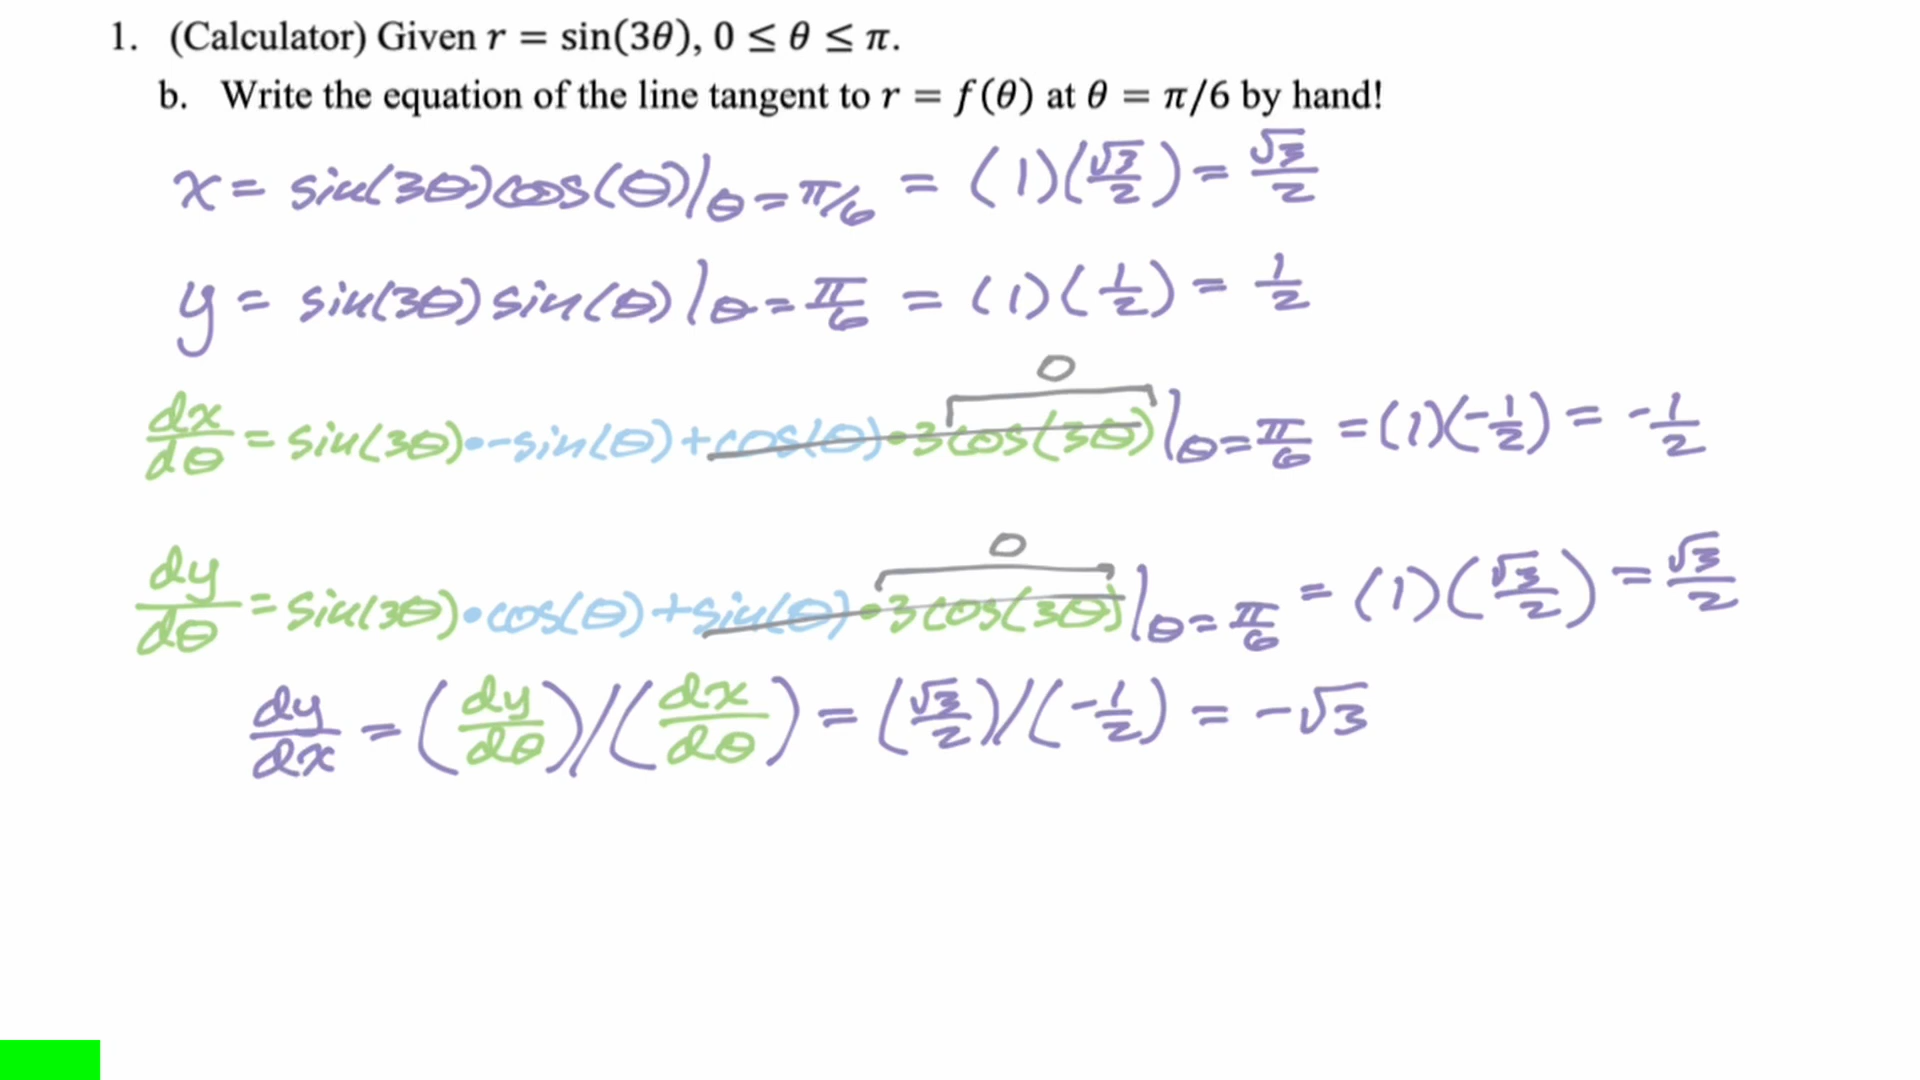 1. (Calculator) Given r = sin(3θ), 0 ≤ θ ≤ π.
b. Write the equation of the line tangent to r = f(θ) at θ = π/6 by hand!
x = sin(3θ)cos(θ)|θ=π/6 = (1)(√3/2) = √3/2
y = sin(3θ)sin(θ)|θ=π/6 = (1)(1/2) = 1/2
0
dx/dθ = sin(3θ)•-sin(θ)+cos(θ)•3cos(3θ)|θ=π/6 = (1)(-1/2) = -1/2
0
dy/dθ = sin(3θ)•cos(θ)+sin(θ)•3cos(3θ)|θ=π/6 = (1)(√3/2) = √3/2
dy/dx = (dy/dθ)/(dx/dθ) = (√3/2)/(-1/2) = -√3